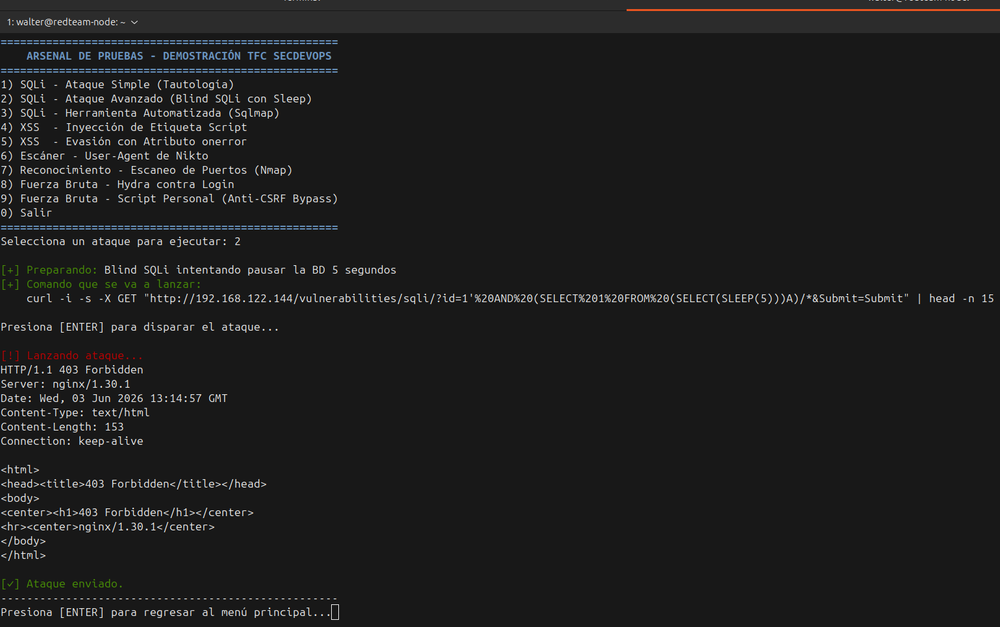 1: walter@redteam-node: ~
====================================================
ARSENAL DE PRUEBAS - DEMOSTRACIÓN TFC SECDEVOPS
====================================================
1) SQLi - Ataque Simple (Tautología)
2) SQLi - Ataque Avanzado (Blind SQLi con Sleep)
3) SQLi - Herramienta Automatizada (Sqlmap)
4) XSS  - Inyección de Etiqueta Script
5) XSS  - Evasión con Atributo onerror
6) Escáner - User-Agent de Nikto
7) Reconocimiento - Escaneo de Puertos (Nmap)
8) Fuerza Bruta - Hydra contra Login
9) Fuerza Bruta - Script Personal (Anti-CSRF Bypass)
0) Salir
====================================================
Selecciona un ataque para ejecutar: 2
[+] Preparando: Blind SQLi intentando pausar la BD 5 segundos
[+] Comando que se va a lanzar:
curl -i -s -X GET "http://192.168.122.144/vulnerabilities/sqli/?id=1'%20AND%20(SELECT%201%20FROM%20(SELECT(SLEEP(5)))A)/*&Submit=Submit" | head -n 15
Presiona [ENTER] para disparar el ataque...
[!] Lanzando ataque...
HTTP/1.1 403 Forbidden
Server: nginx/1.30.1
Date: Wed, 03 Jun 2026 13:14:57 GMT
Content-Type: text/html
Content-Length: 153
Connection: keep-alive
<html>
<head><title>403 Forbidden</title></head>
<body>
<center><h1>403 Forbidden</h1></center>
<hr><center>nginx/1.30.1</center>
</body>
</html>
[✓] Ataque enviado.
----------------------------------------------------
Presiona [ENTER] para regresar al menú principal...